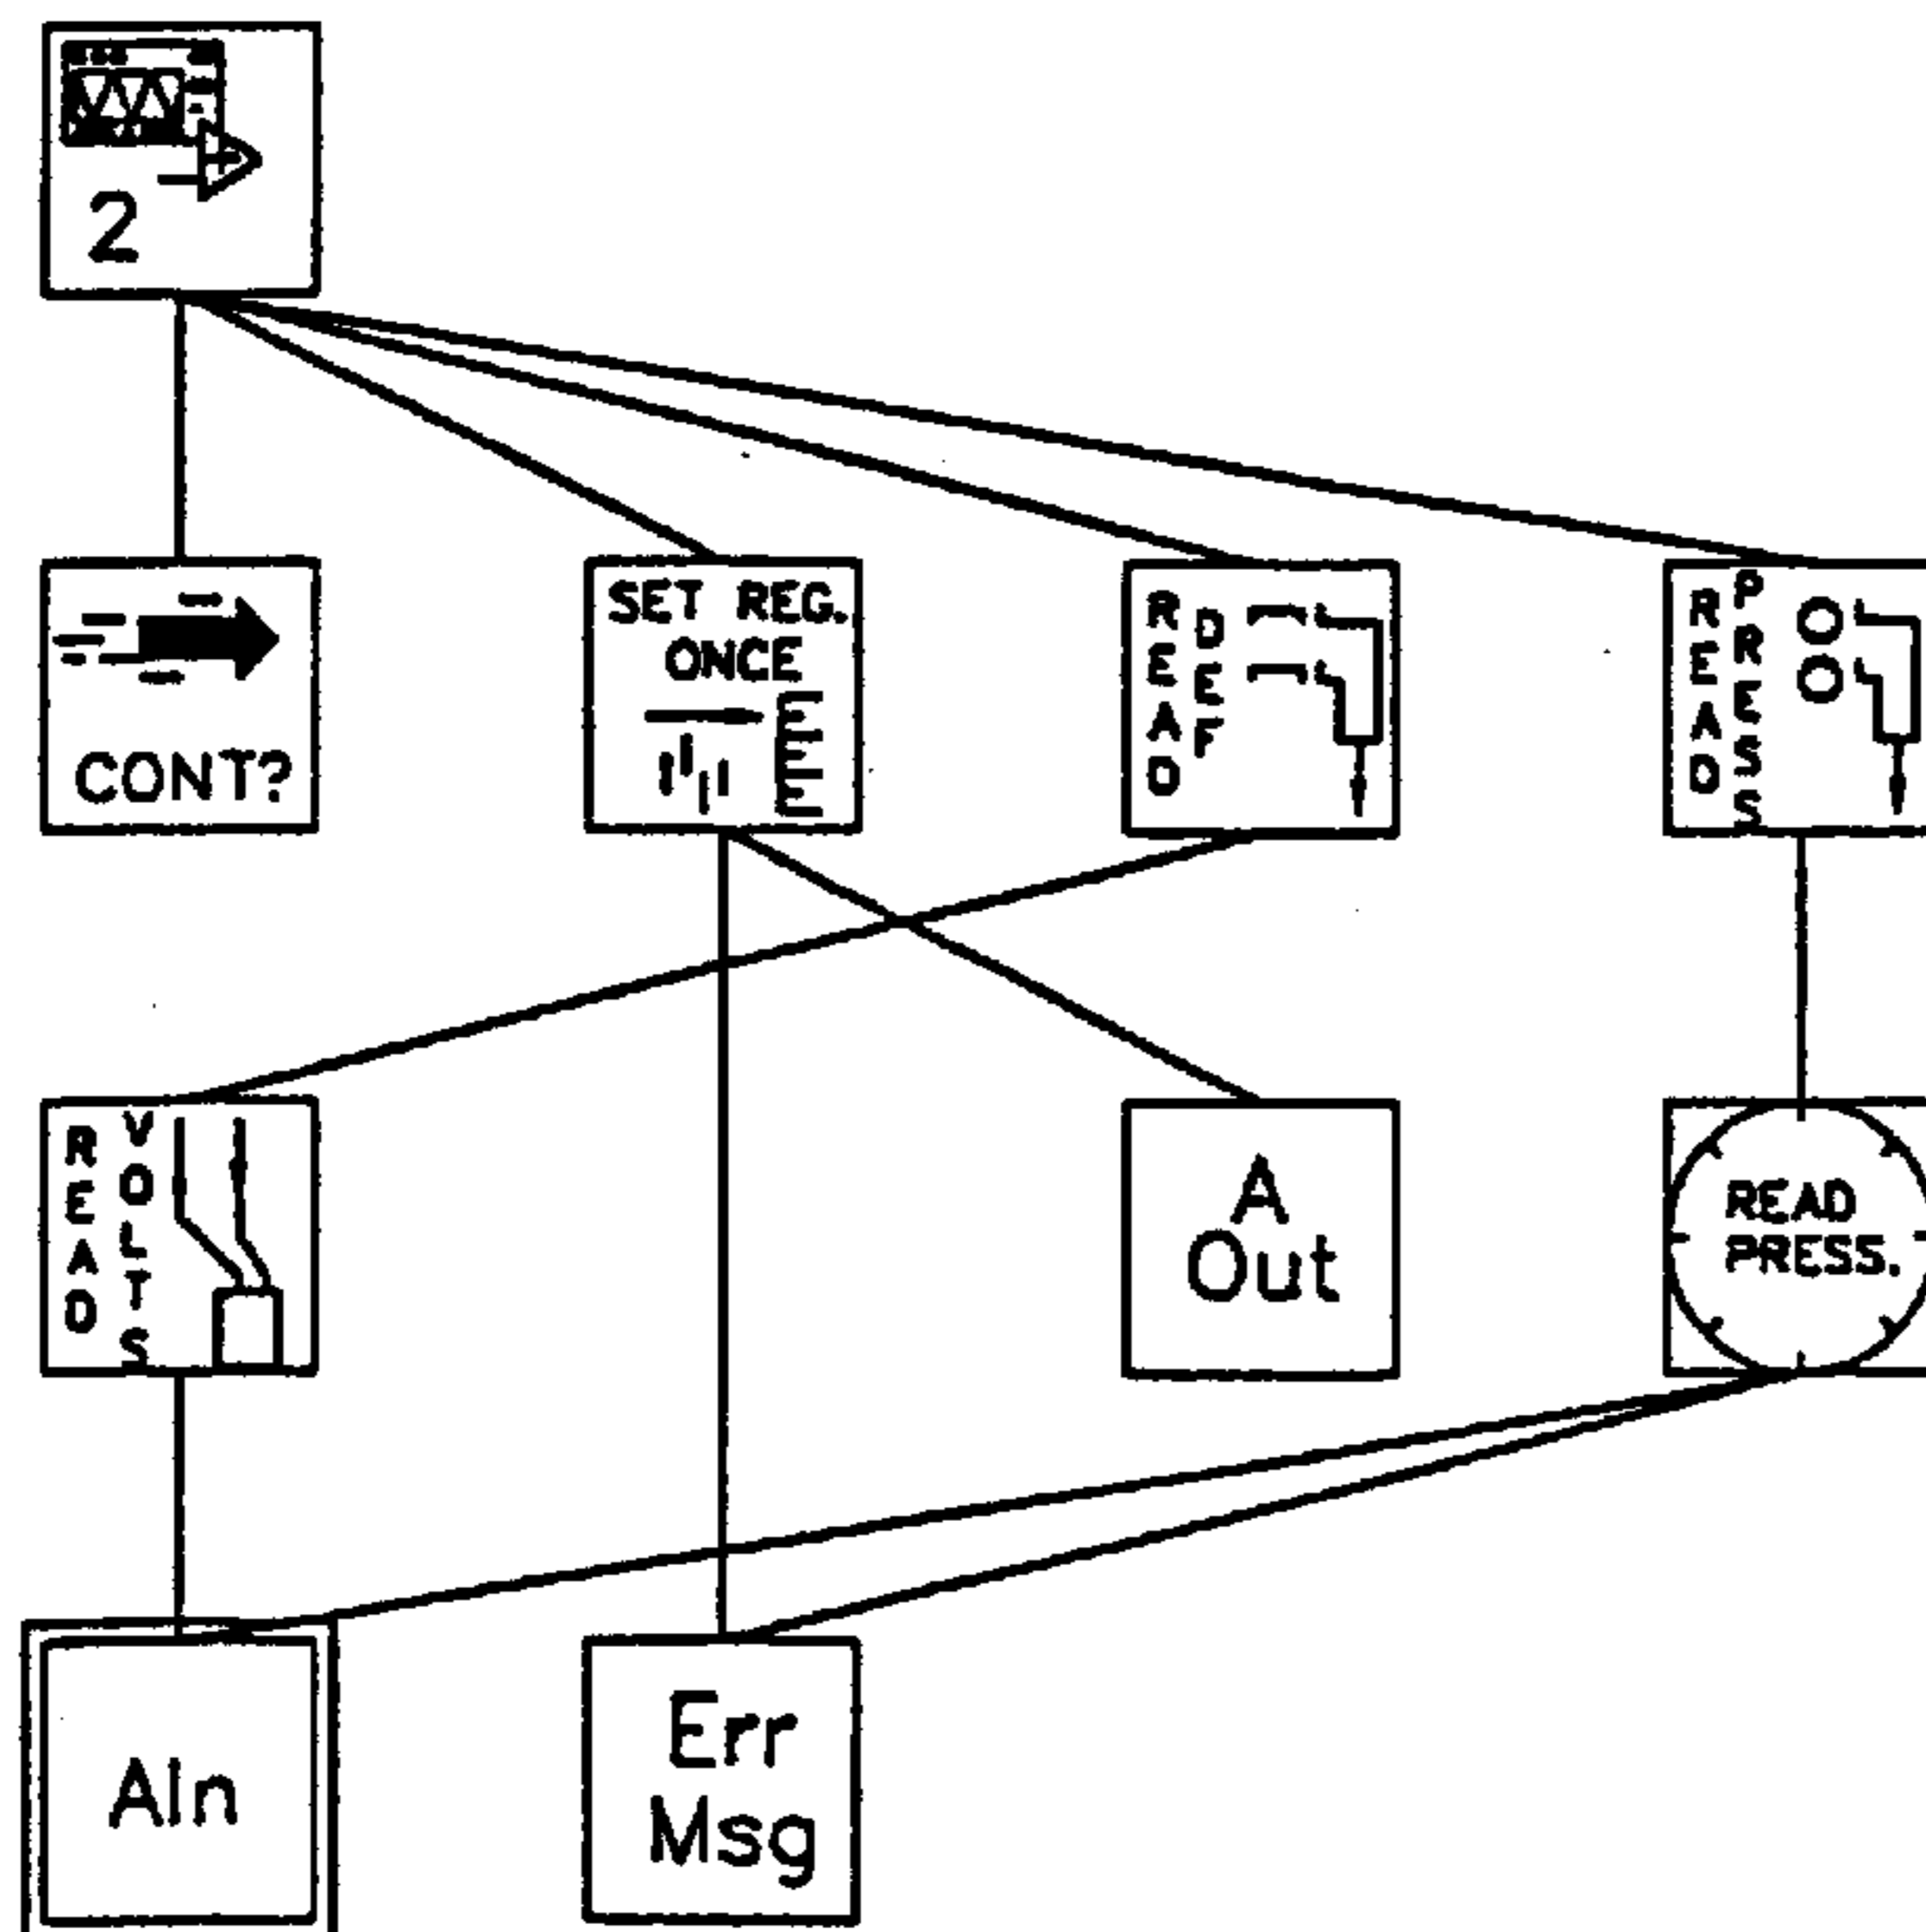 2
CONT?
SET REG.
ONCE
READ
DEF
READ
PRESS
READ
VOLTS
A
Out
READ
PRESS.
AIn
Err
Msg